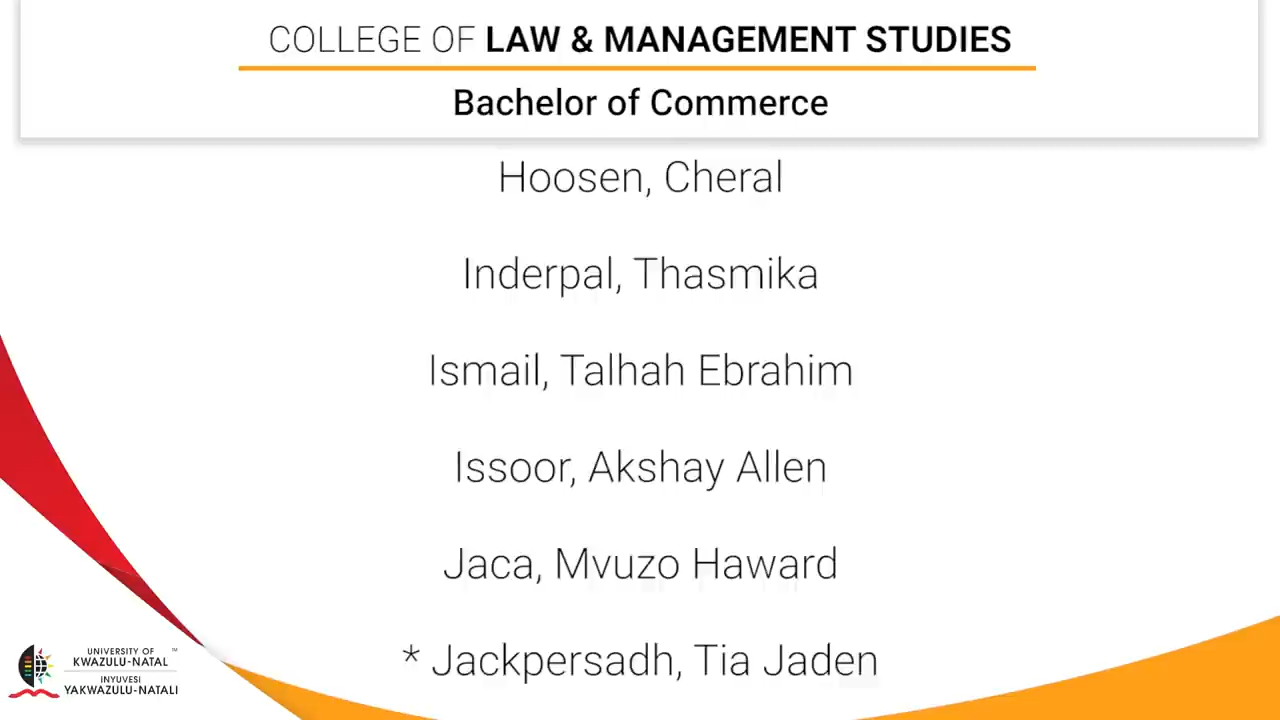 COLLEGE OF LAW & MANAGEMENT STUDIES
Bachelor of Commerce
Hoosen, Cheral
Inderpal, Thasmika
Ismail, Talhah Ebrahim
Issoor, Akshay Allen
Jaca, Mvuzo Haward
* Jackpersadh, Tia Jaden
UNIVERSITY OF ™
KWAZULU-NATAL
INYUVESI
YAKWAZULU-NATALI